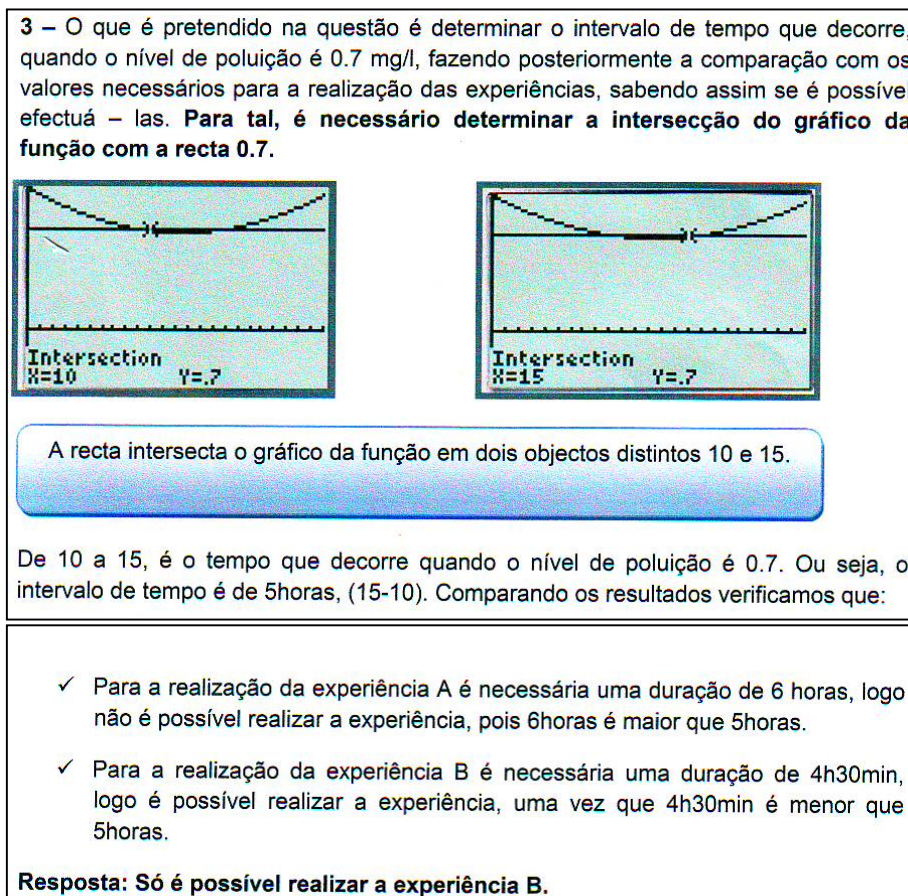 3 – O que é pretendido na questão é determinar o intervalo de tempo que decorre,
quando o nível de poluição é 0.7 mg/l, fazendo posteriormente a comparação com os
valores necessários para a realização das experiências, sabendo assim se é possível
efectuá – las. Para tal, é necessário determinar a intersecção do gráfico da
função com a recta 0.7.
Intersection
X=10 Y=.7
Intersection
X=15 Y=.7
A recta intersecta o gráfico da função em dois objectos distintos 10 e 15.
De 10 a 15, é o tempo que decorre quando o nível de poluição é 0.7. Ou seja, o
intervalo de tempo é de 5horas, (15-10). Comparando os resultados verificamos que:
✓ Para a realização da experiência A é necessária uma duração de 6 horas, logo
não é possível realizar a experiência, pois 6horas é maior que 5horas.
✓ Para a realização da experiência B é necessária uma duração de 4h30min,
logo é possível realizar a experiência, uma vez que 4h30min é menor que
5horas.
Resposta: Só é possível realizar a experiência B.